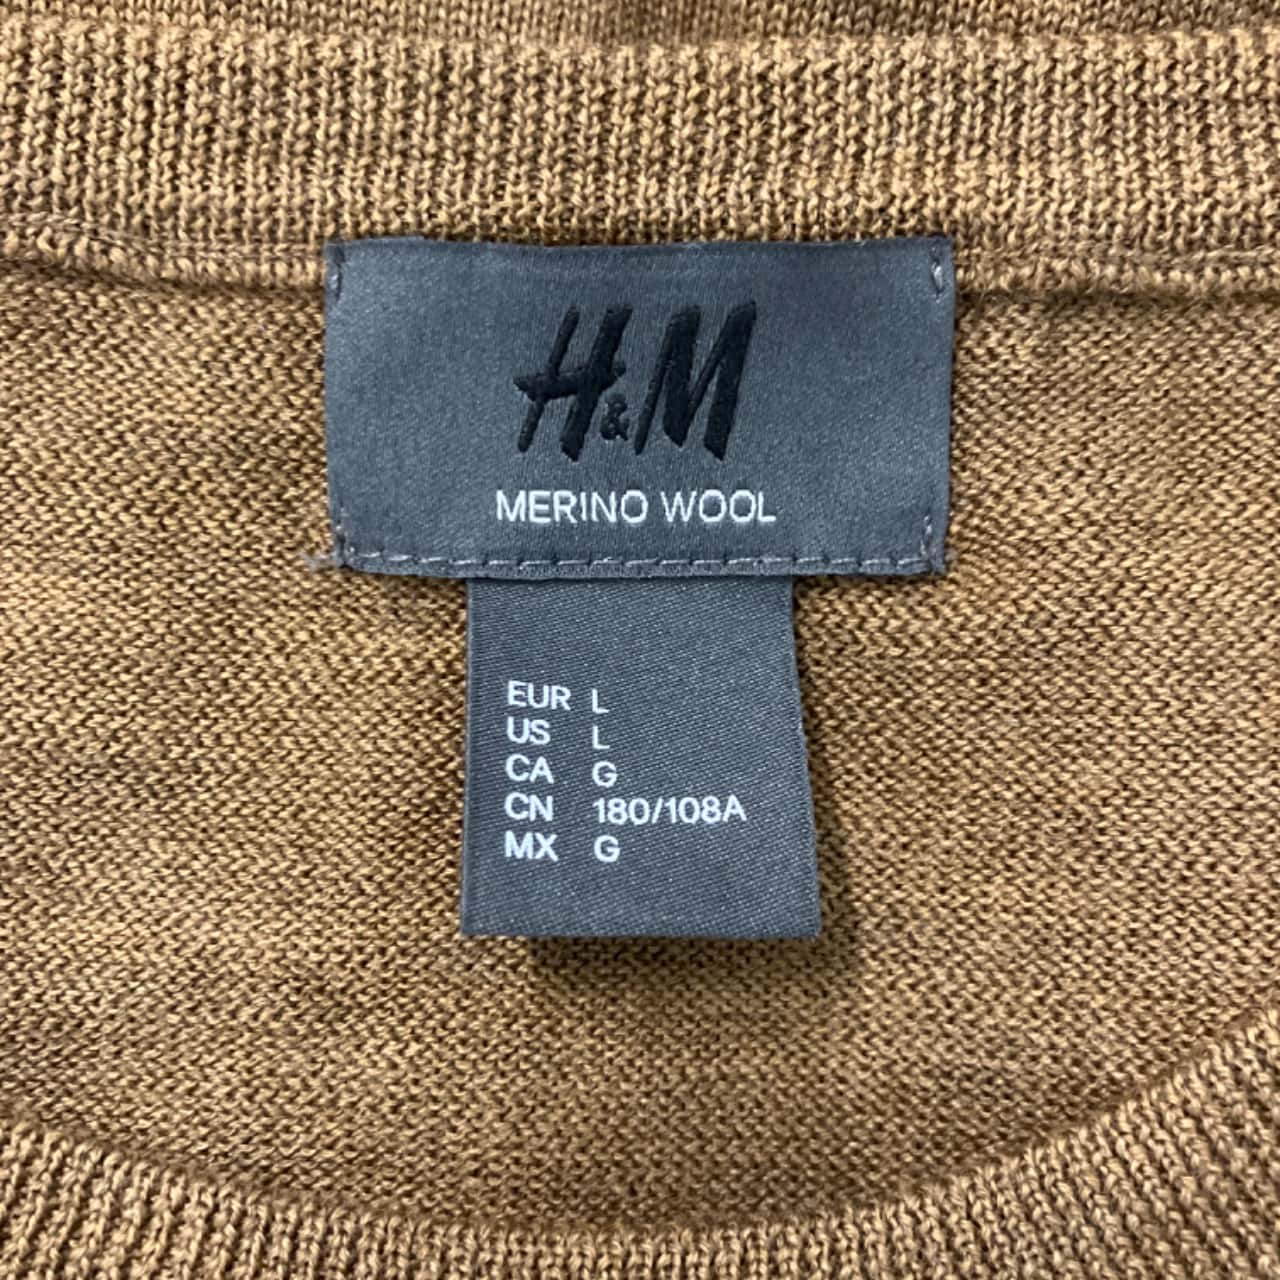 H&M
MERINO WOOL
EUR L
US L
CA G
CN 180/108A
MX G